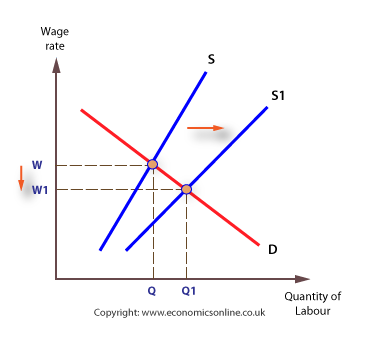 Wage
rate
S
S1
W
W1
D
Q
Q1
Quantity of
Labour
Copyright: www.economicsonline.co.uk